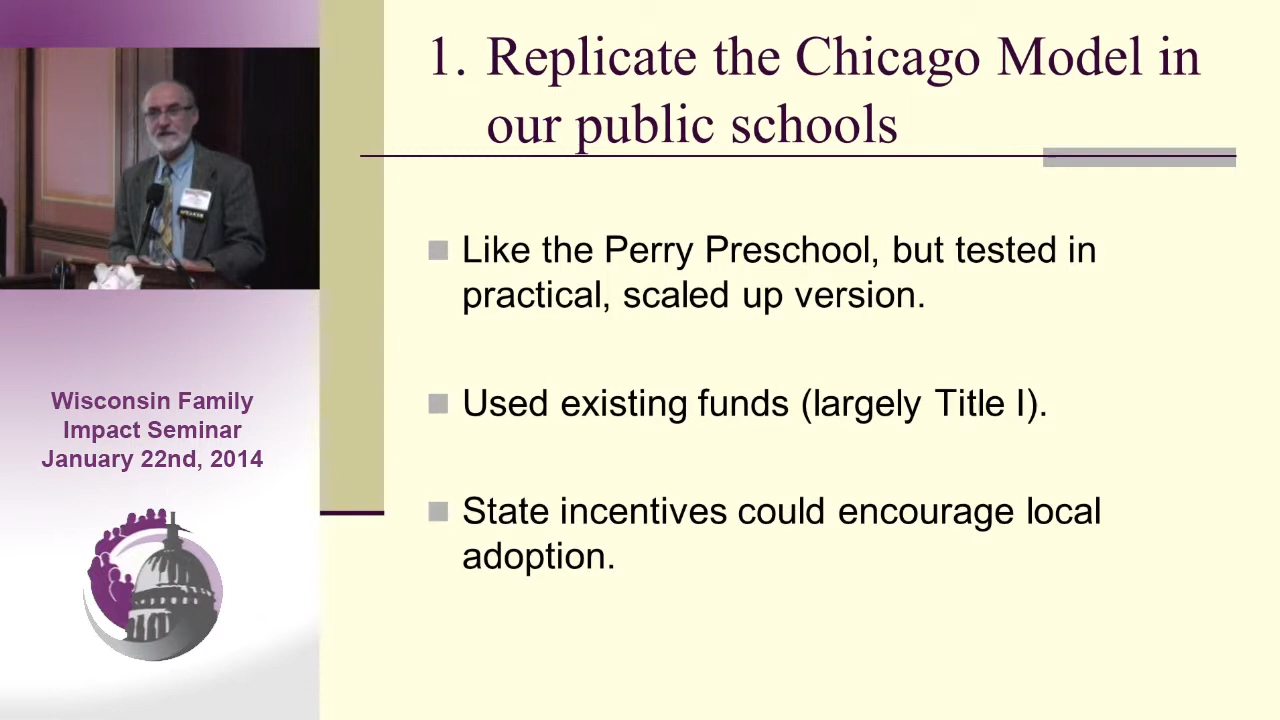 1. Replicate the Chicago Model in
our public schools
Like the Perry Preschool, but tested in
practical, scaled up version.
Used existing funds (largely Title I).
State incentives could encourage local
adoption.
Wisconsin Family
Impact Seminar
January 22nd, 2014